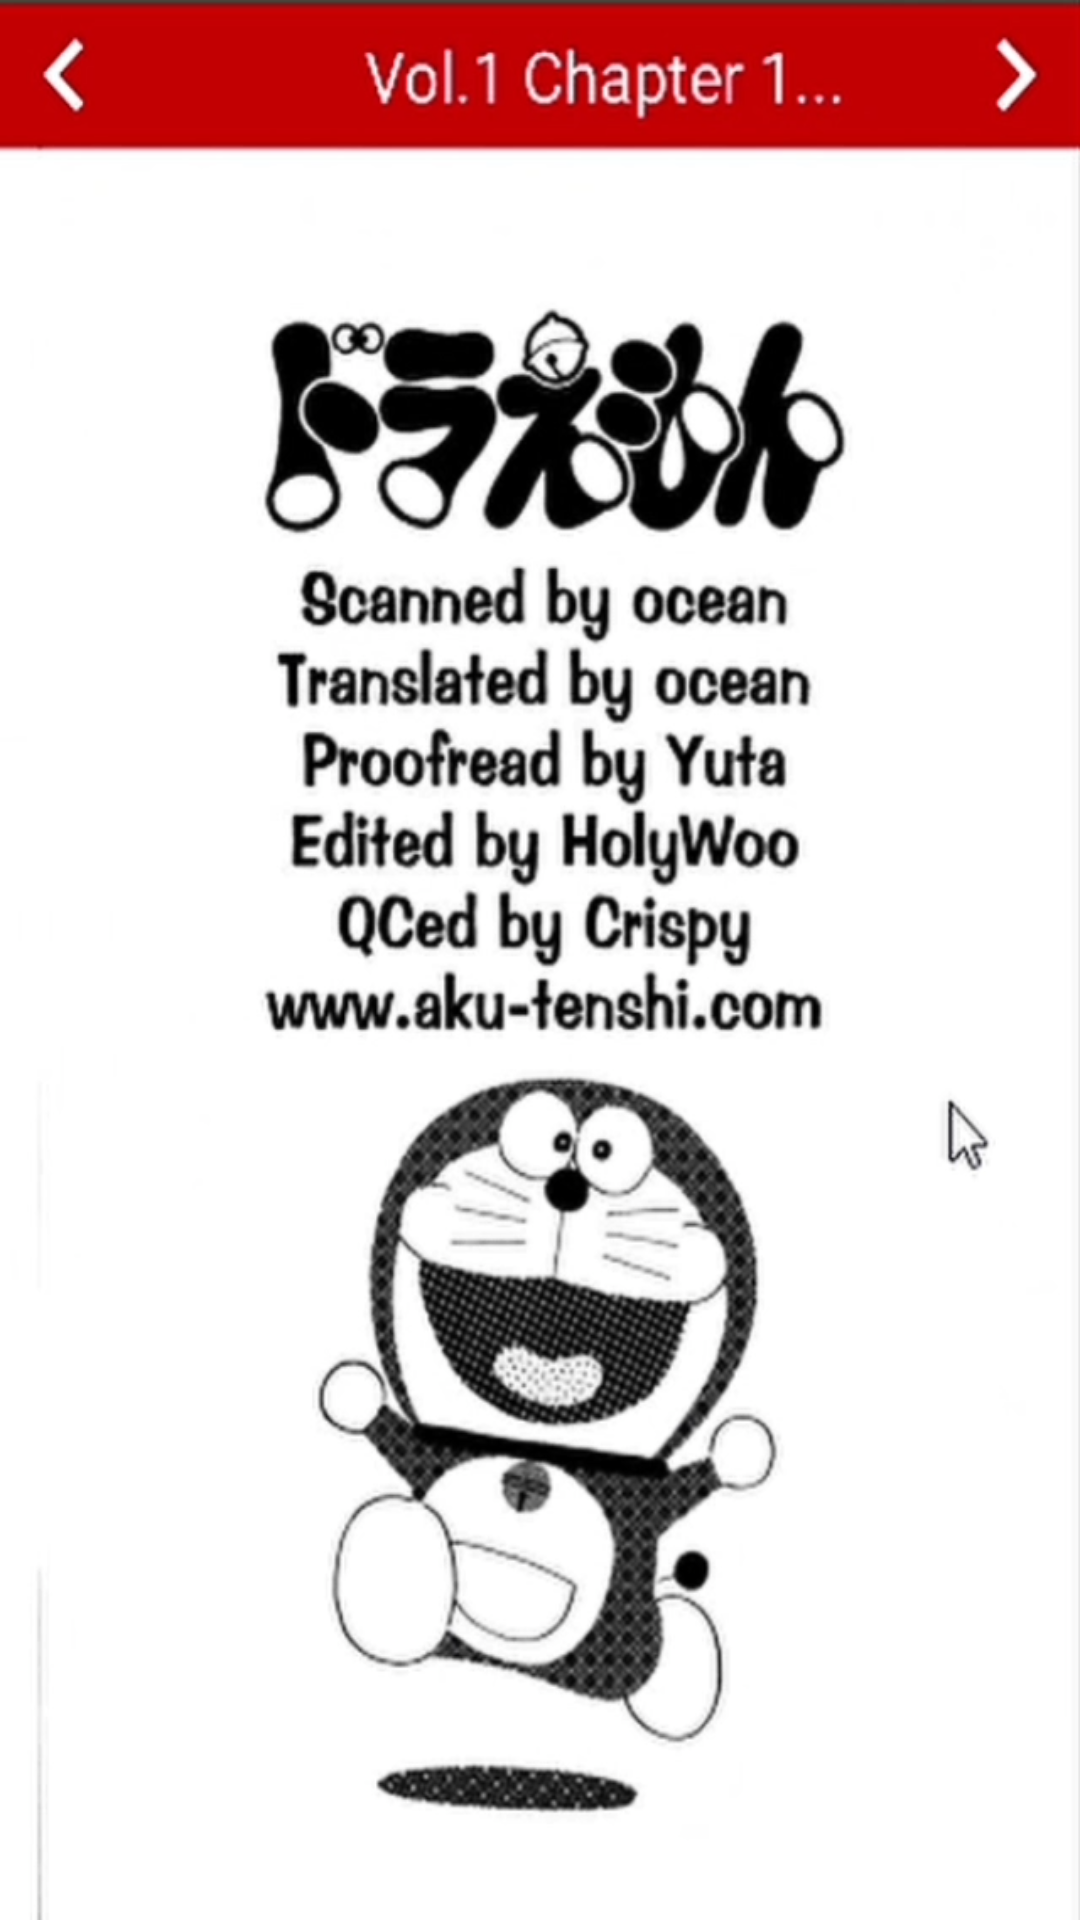 Vol.1 Chapter 1...
ドラえもん
Scanned by ocean
Translated by ocean
Proofread by Yuta
Edited by HolyWoo
QCed by Crispy
www.aku-tenshi.com